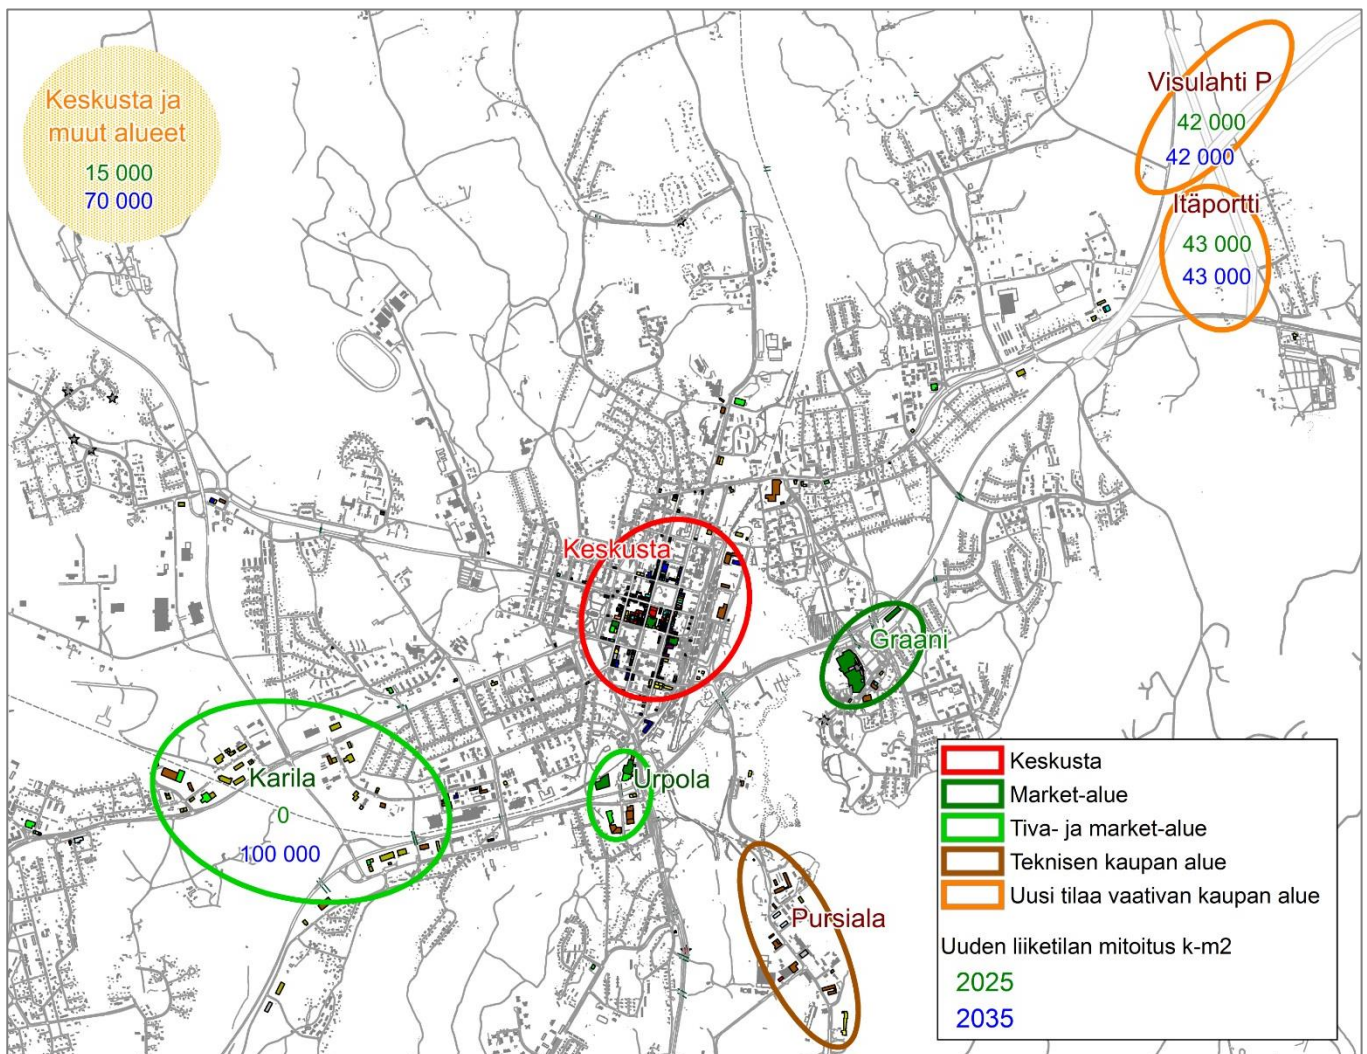 Keskusta ja
muut alueet
15 000
70 000
Visulahti P
42 000
42 000
Itäportti
43 000
43 000
Keskusta
Graani
Karila
0
100 000
Urpola
Pursiala
Keskusta
Market-alue
Tiva- ja market-alue
Teknisen kaupan alue
Uusi tilaa vaativan kaupan alue
Uuden liiketilan mitoitus k-m2
2025
2035